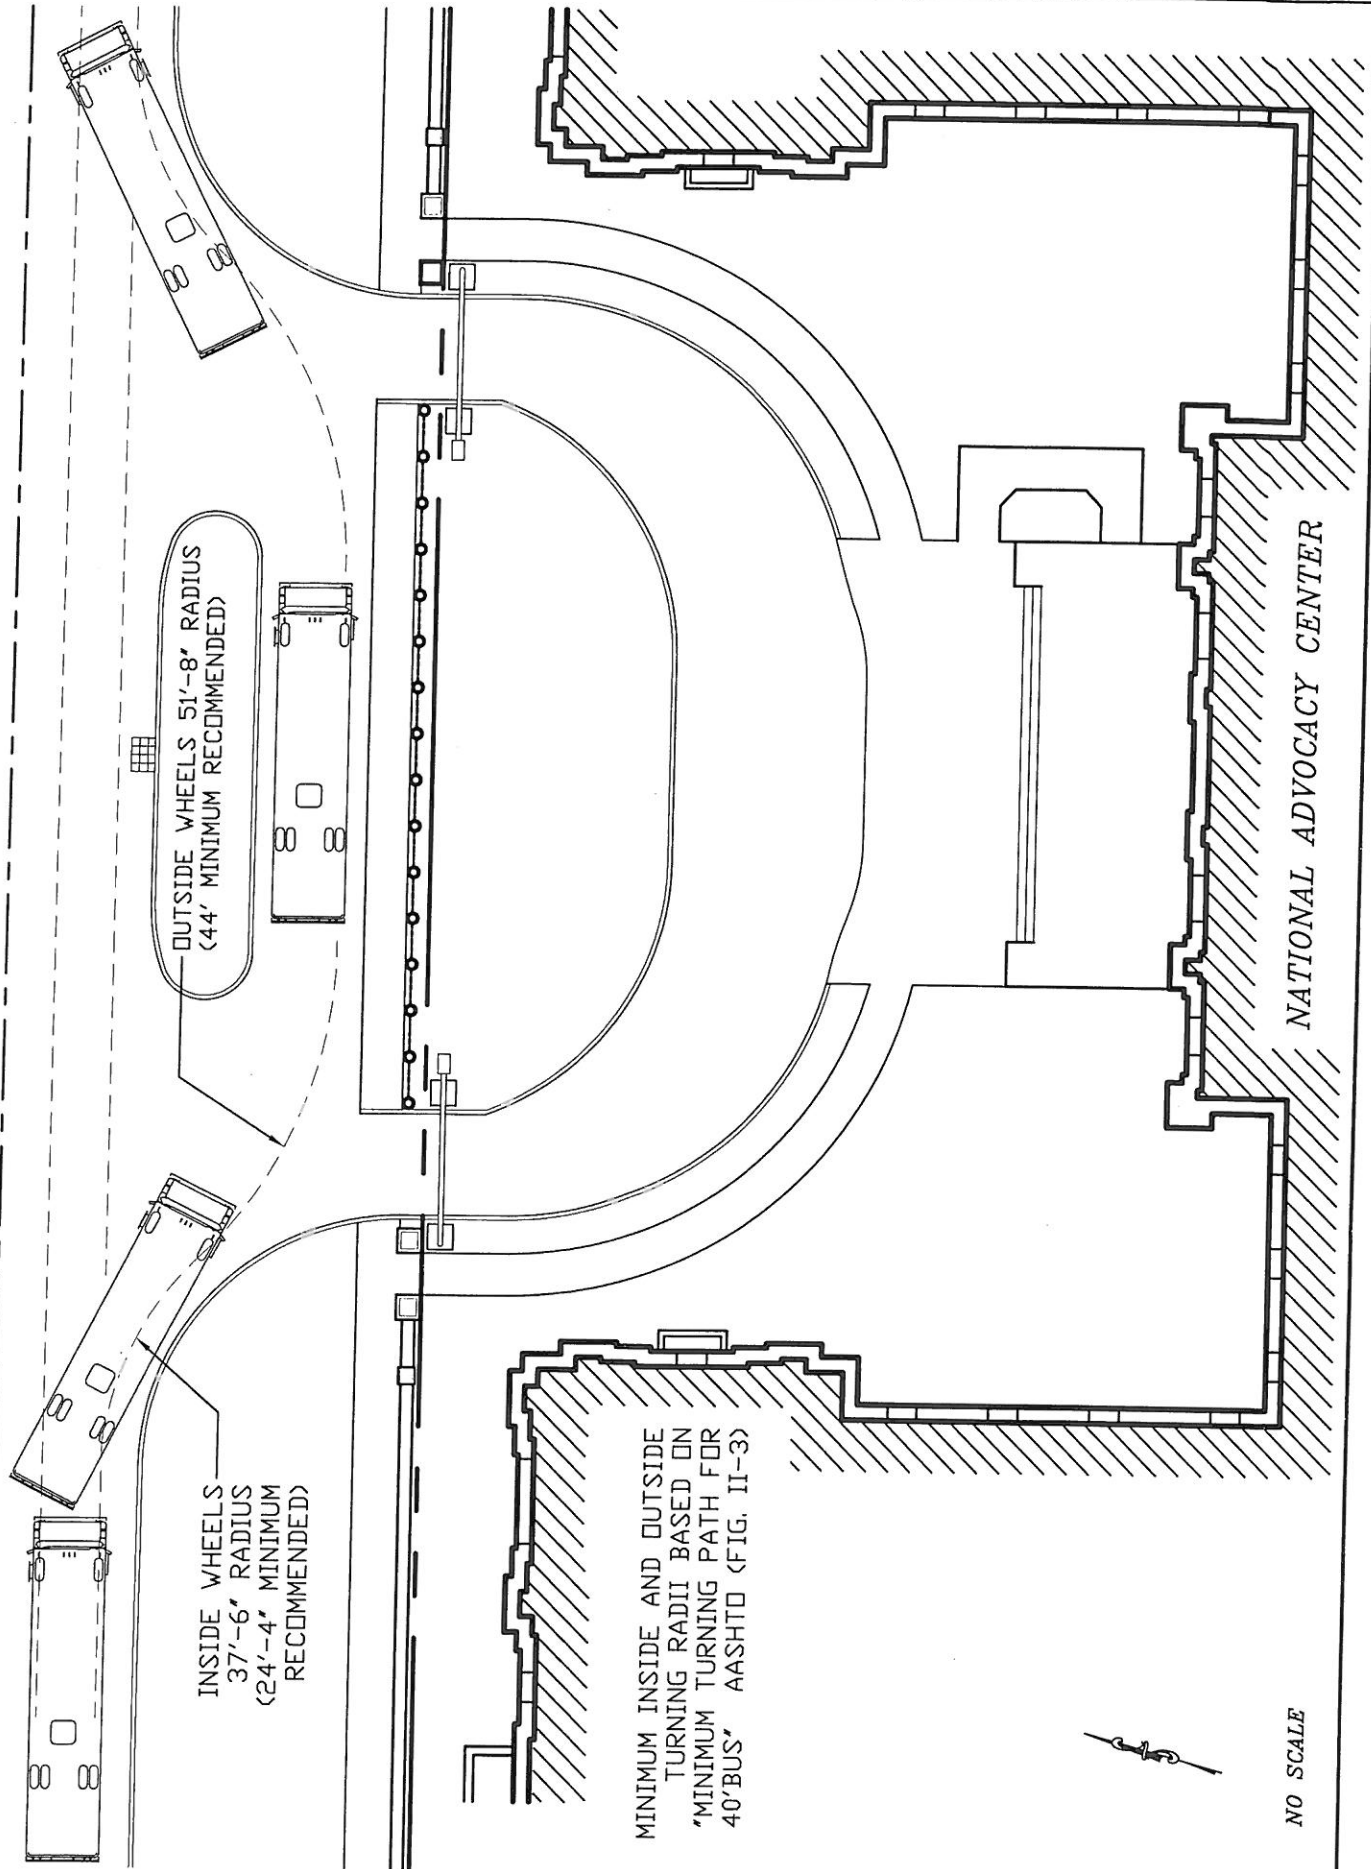 OUTSIDE WHEELS 51'-8" RADIUS
(44' MINIMUM RECOMMENDED)
INSIDE WHEELS
37'-6" RADIUS
(24'-4" MINIMUM
RECOMMENDED)
MINIMUM INSIDE AND OUTSIDE
TURNING RADII BASED ON
"MINIMUM TURNING PATH FOR
40'BUS" AASHTO (FIG. II-3)
NATIONAL ADVOCACY CENTER
NO SCALE